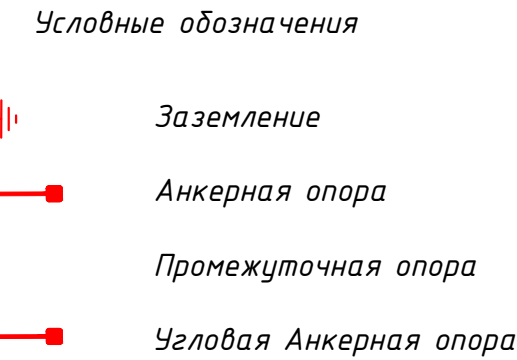 Условные обозначения
Заземление
Анкерная опора
Промежуточная опора
Угловая Анкерная опора